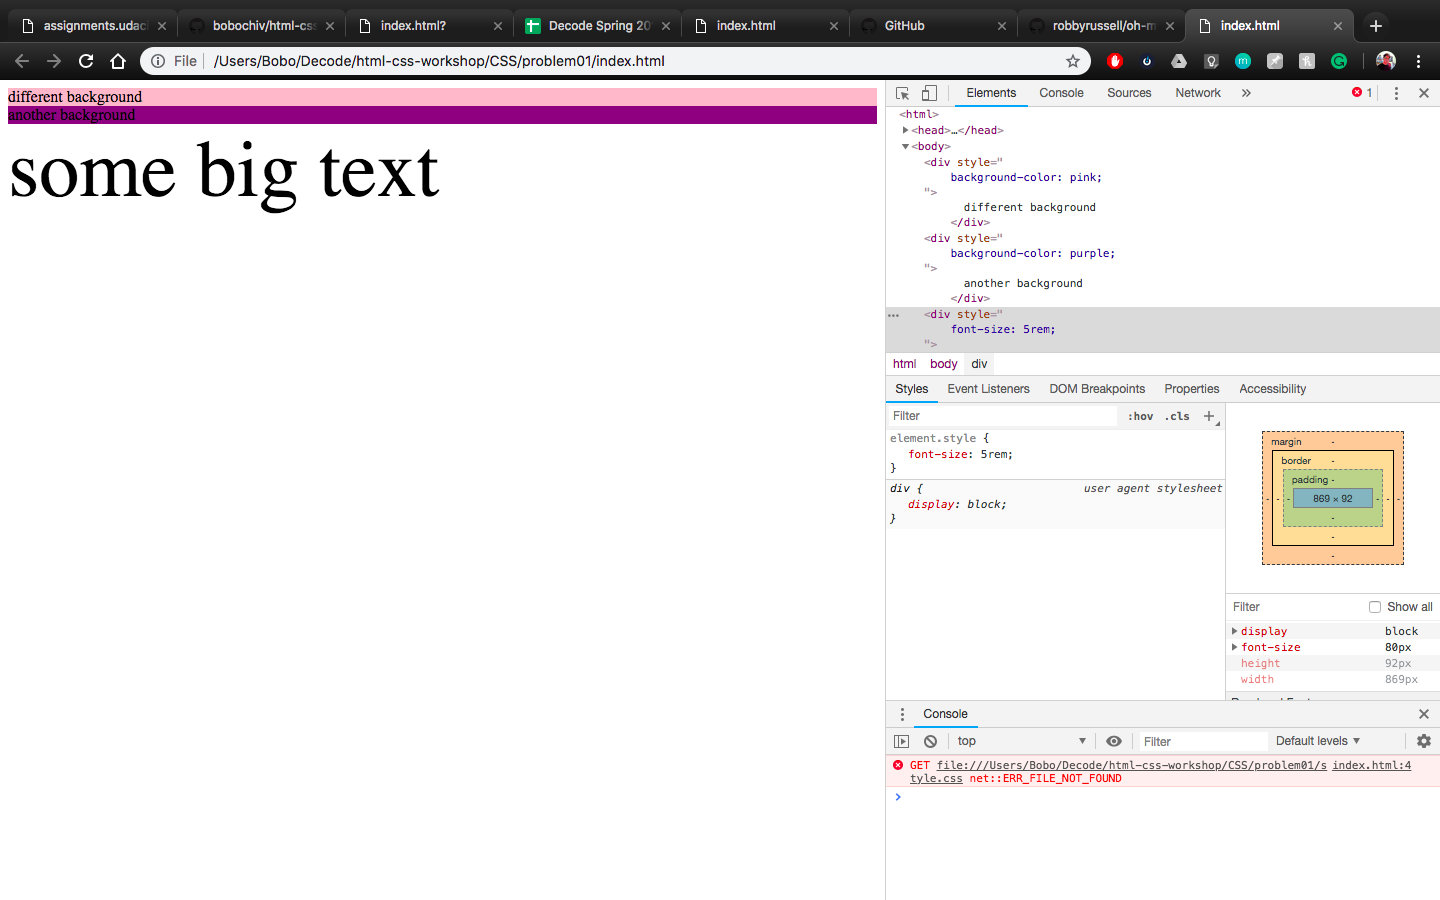 assignments.udaci
bobochiv/html-css
index.html?
Decode Spring 20
index.html
GitHub
robbyrussell/oh-m
index.html
File
/Users/Bobo/Decode/html-css-workshop/CSS/problem01/index.html
different background
another background
some big text
Elements
Console
Sources
Network
»
1
<html>
<head>…</head>
<body>
<div style="
background-color: pink;
">
different background
</div>
<div style="
background-color: purple;
">
another background
</div>
<div style="
font-size: 5rem;
">
html
body
div
Styles
Event Listeners
DOM Breakpoints
Properties
Accessibility
Filter
:hov
.cls
+
element.style {
font-size: 5rem;
}
div {
user agent stylesheet
display: block;
}
margin
-
border
-
padding -
- - - 869 × 92 - - -
-
-
-
Filter
Show all
display
block
font-size
80px
height
92px
width
869px
Console
top
Filter
Default levels
GET file:///Users/Bobo/Decode/html-css-workshop/CSS/problem01/s index.html:4
tyle.css net::ERR_FILE_NOT_FOUND